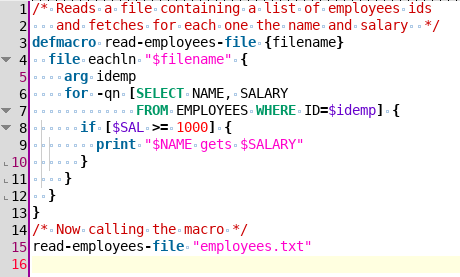 1 /* Reads a file containing a list of employees ids
2    and fetches for each one the name and salary  */
3 defmacro read-employees-file {filename}
4   file eachln "$filename" {
5     arg idemp
6     for -qn [SELECT NAME, SALARY
7              FROM EMPLOYEES WHERE ID=$idemp] {
8       if [$SAL >= 1000] {
9         print "$NAME gets $SALARY"
10       }
11     }
12   }
13 }
14 /* Now calling the macro */
15 read-employees-file "employees.txt"
16